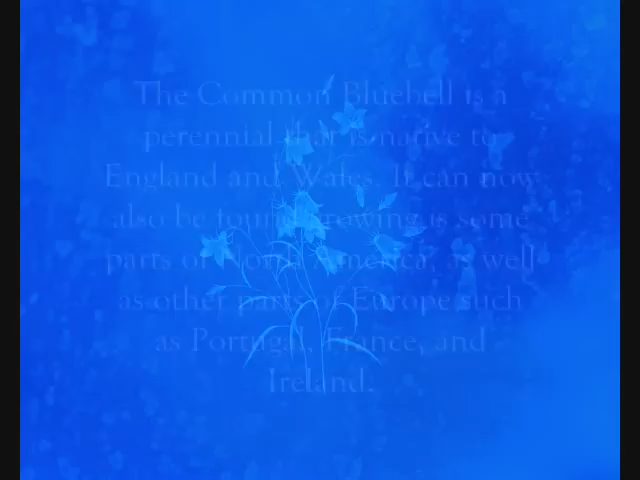 The Common Bluebell is a
perennial that is native to
England and Wales. It can now
also be found growing is some
parts of North America, as well
as other parts of Europe such
as Portugal, France, and
Ireland.